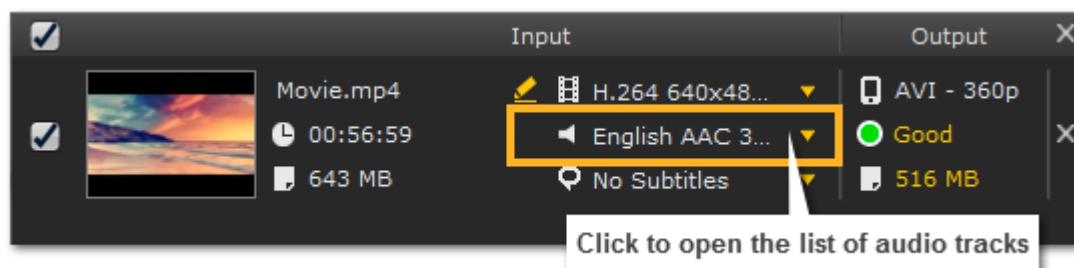 Input Output
Movie.mp4 H.264 640x48... AVI - 360p
00:56:59 English AAC 3... Good
643 MB No Subtitles 516 MB
Click to open the list of audio tracks